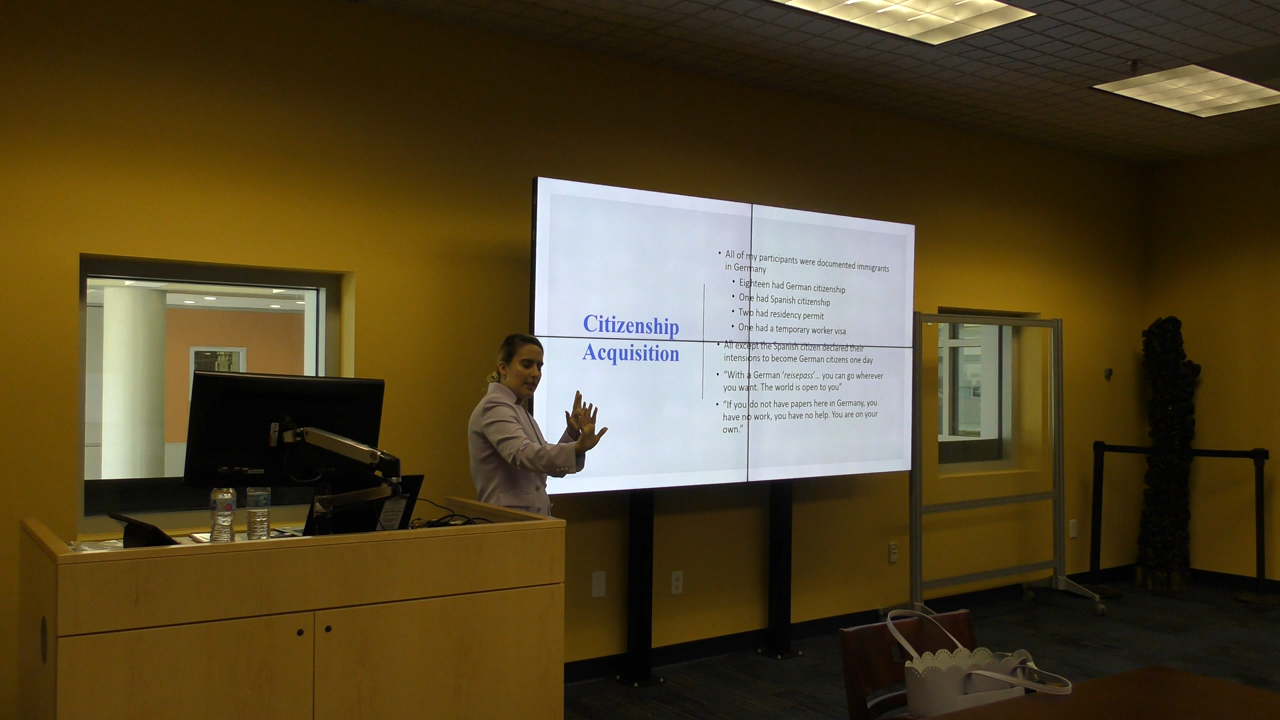 Citizenship
Acquisition
• All of my participants were documented immigrants
in Germany
• Eighteen had German citizenship
• One had Spanish citizenship
• Two had residency permit
• One had a temporary worker visa
• All except the Spanish citizen declared their
intensions to become German citizens one day
• "With a German 'reisepass'... you can go wherever
you want. The world is open to you"
• "If you do not have papers here in Germany, you
have no work, you have no help. You are on your
own."